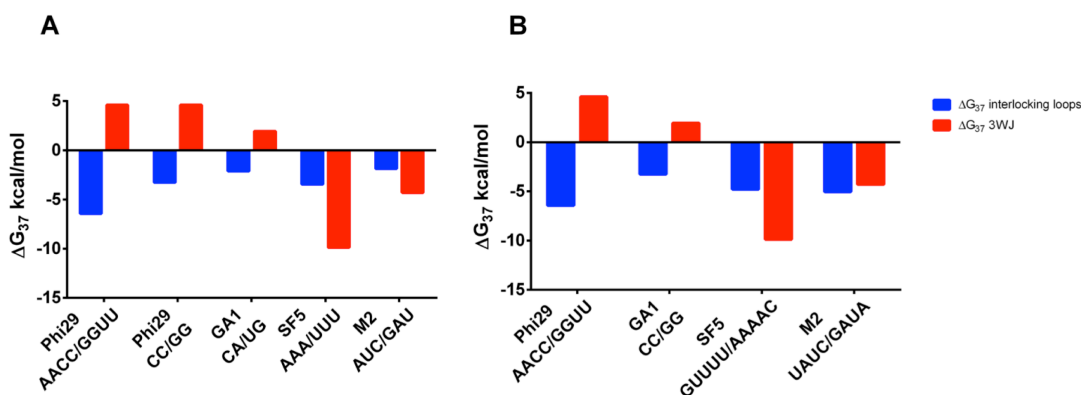 A
ΔG37 kcal/mol
5
0
-5
-10
-15
Phi29
AACC/GGUU
Phi29
CC/GG
GA1
CA/UG
SF5
AAA/UUU
M2
AUC/GAU
B
ΔG37 kcal/mol
5
0
-5
-10
-15
Phi29
AACC/GGUU
GA1
CC/GG
SF5
GUUUU/AAAAC
M2
UAUC/GAUA
ΔG37 interlocking loops
ΔG37 3WJ